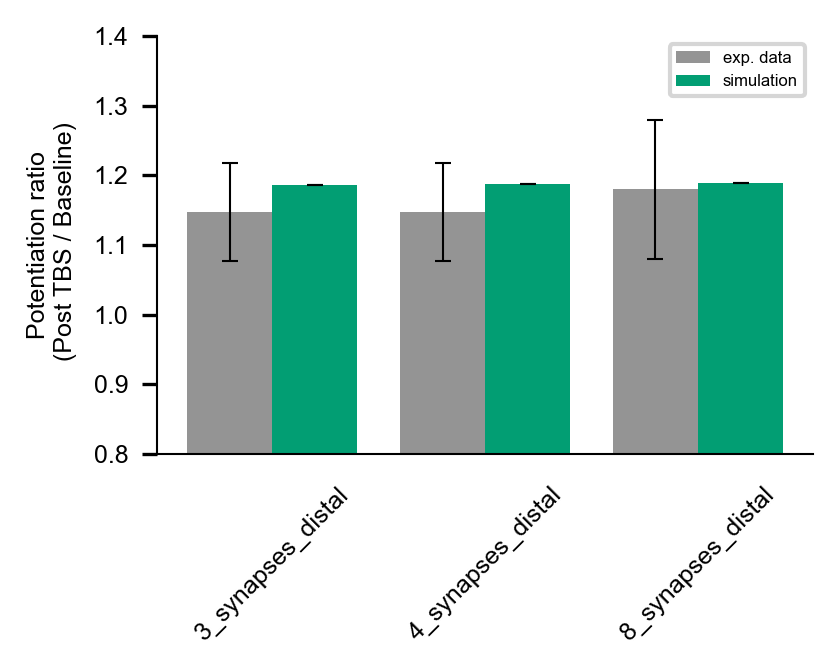 1.4
1.3
1.2
1.1
1.0
0.9
0.8
Potentiation ratio
(Post TBS / Baseline)
exp. data
simulation
3_synapses_distal
4_synapses_distal
8_synapses_distal